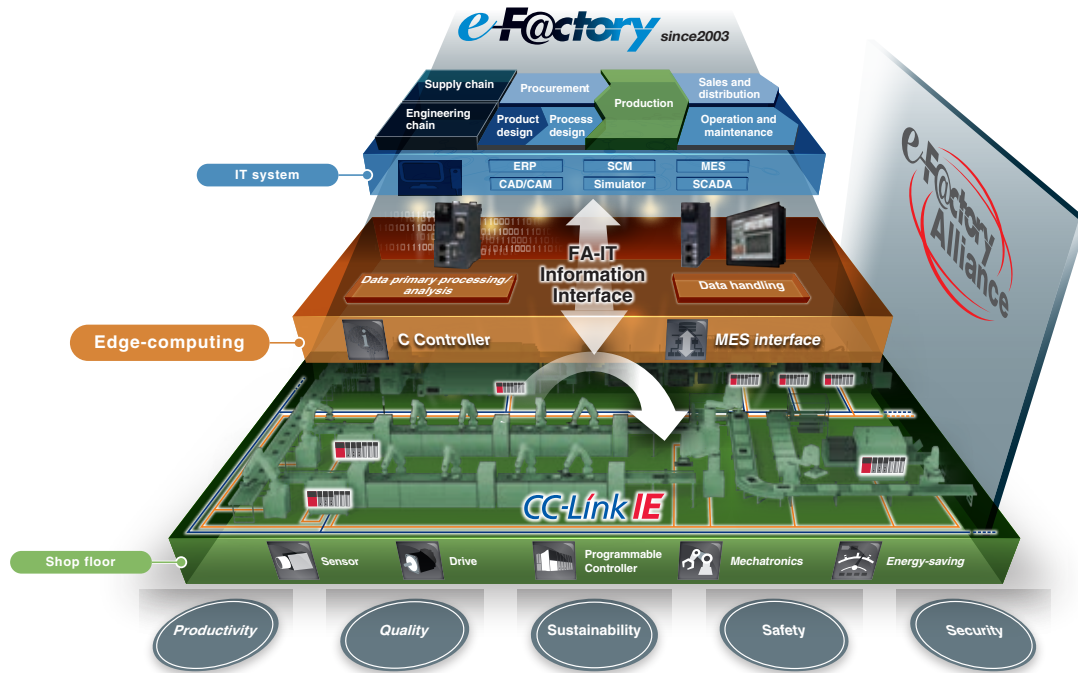 e-F@ctory since2003
Supply chain
Procurement
Production
Sales and
distribution
Engineering
chain
Product
design
Process
design
Operation and
maintenance
IT system
ERP
SCM
MES
CAD/CAM
Simulator
SCADA
FA-IT
Information
Interface
Data primary processing/
analysis
Data handling
Edge-computing
C Controller
MES interface
e-F@ctory
Alliance
CC-Link IE
Shop floor
Sensor
Drive
Programmable
Controller
Mechatronics
Energy-saving
Productivity
Quality
Sustainability
Safety
Security